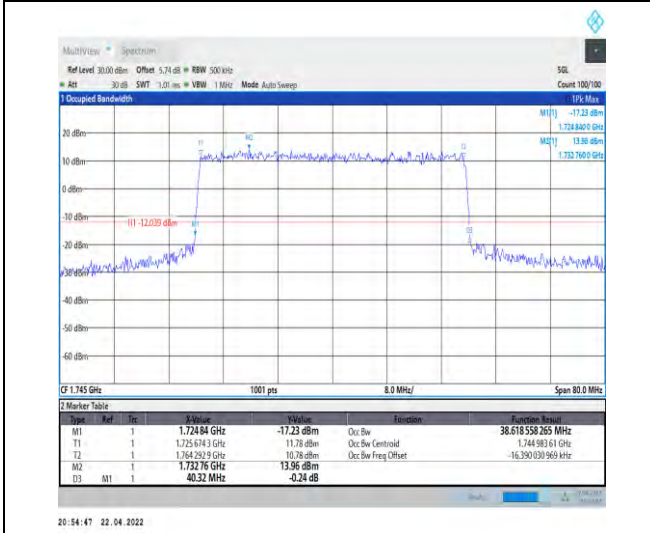 MultiView Spectrum
Ref Level 30.00 dBm Offset 5.74 dB RBW 500 kHz SGL
Att 30 dB SWT 1.01 ms VBW 1 MHz Mode Auto Sweep Count 100/100
1 Occupied Bandwidth 1Pk Max
M1[1] -17.23 dBm
1.724 840 0 GHz
M2[1] 13.96 dBm
1.732 760 0 GHz
20 dBm
T1 M2 T2
10 dBm
0 dBm
-10 dBm
H1 -12.039 dBm M1
D3
-20 dBm
-30 dBm
-40 dBm
-50 dBm
-60 dBm
CF 1.745 GHz 1001 pts 8.0 MHz/ Span 80.0 MHz
2 Marker Table
Type Ref Trc X-Value Y-Value Function Function Result
M1 1 1.724 84 GHz -17.23 dBm Occ Bw 38.618 558 265 MHz
T1 1 1.725 674 3 GHz 11.78 dBm Occ Bw Centroid 1.744 983 61 GHz
T2 1 1.764 292 9 GHz 10.78 dBm Occ Bw Freq Offset -16.390 030 969 kHz
M2 1 1.732 76 GHz 13.96 dBm
D3 M1 1 40.32 MHz -0.24 dB
20:54:47 22.04.2022